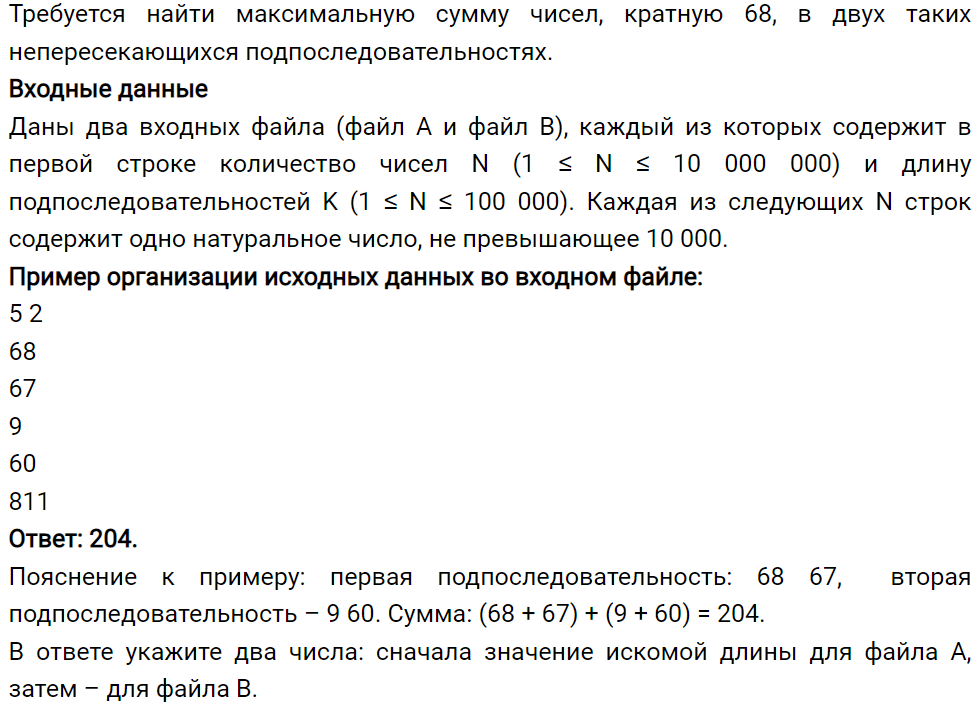 Требуется найти максимальную сумму чисел, кратную 68, в двух таких
непересекающихся подпоследовательностях.
Входные данные
Даны два входных файла (файл A и файл B), каждый из которых содержит в
первой строке количество чисел N (1 ≤ N ≤ 10 000 000) и длину
подпоследовательностей K (1 ≤ N ≤ 100 000). Каждая из следующих N строк
содержит одно натуральное число, не превышающее 10 000.
Пример организации исходных данных во входном файле:
5 2
68
67
9
60
811
Ответ: 204.
Пояснение к примеру: первая подпоследовательность: 68 67, вторая
подпоследовательность – 9 60. Сумма: (68 + 67) + (9 + 60) = 204.
В ответе укажите два числа: сначала значение искомой длины для файла A,
затем – для файла B.